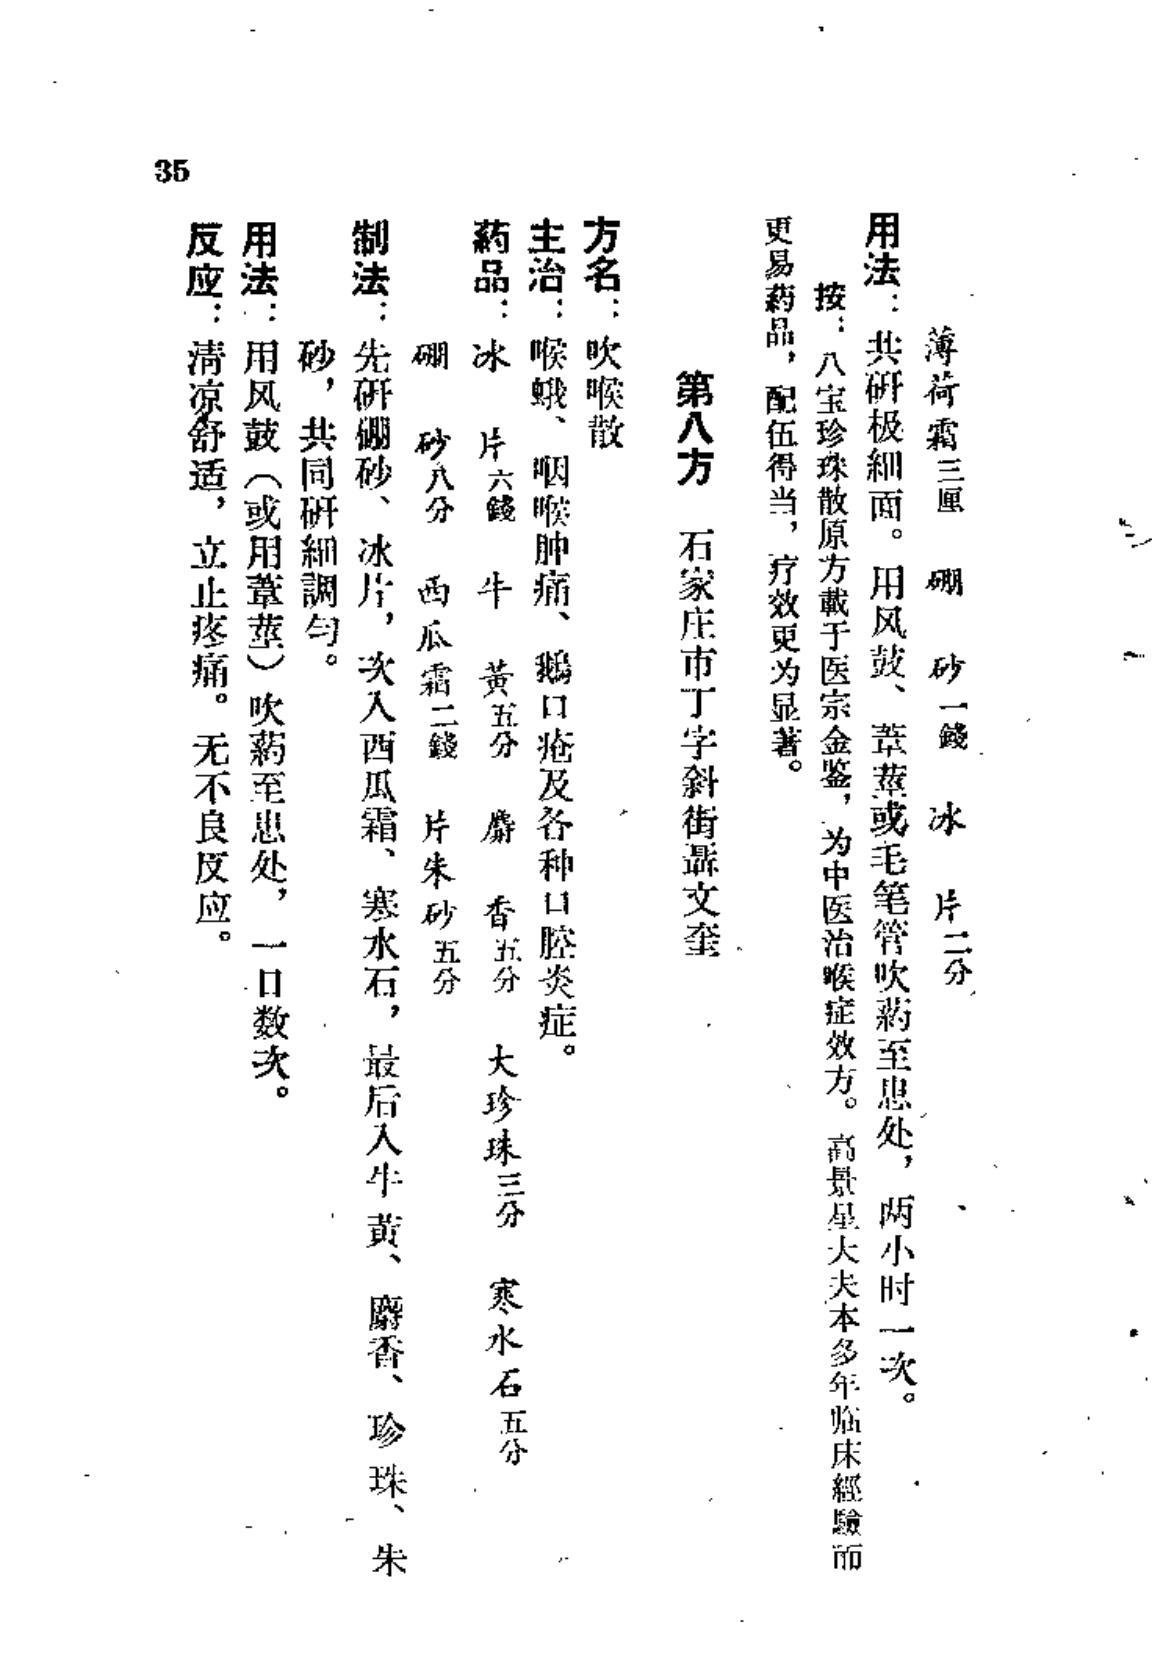 薄荷霜三厘　硼　砂一錢　冰　片二分
用法：共研极細面。用风鼓、葦莖或毛笔管吹葯至患处，两小时一次。
按：八宝珍珠散原方載于医宗金鉴，为中医治喉症效方。高景星大夫本多年临床經驗而
更易葯品，配伍得当，疗效更为显著。
第八方　石家庄市丁字斜街聶文奎
方名：吹喉散
主治：喉蛾、咽喉肿痛、鵝口疮及各种口腔炎症。
葯品：冰　片六錢　牛　黃五分　麝　香五分　大珍珠三分　寒水石五分
硼　砂八分　西瓜霜二錢　片朱砂五分
制法：先研硼砂、冰片，次入西瓜霜、寒水石，最后入牛黃、麝香、珍珠、朱
砂，共同研細調匀。
用法：用风鼓（或用葦莖）吹葯至患处，一日数次。
反应：清凉舒适，立止疼痛。无不良反应。
35